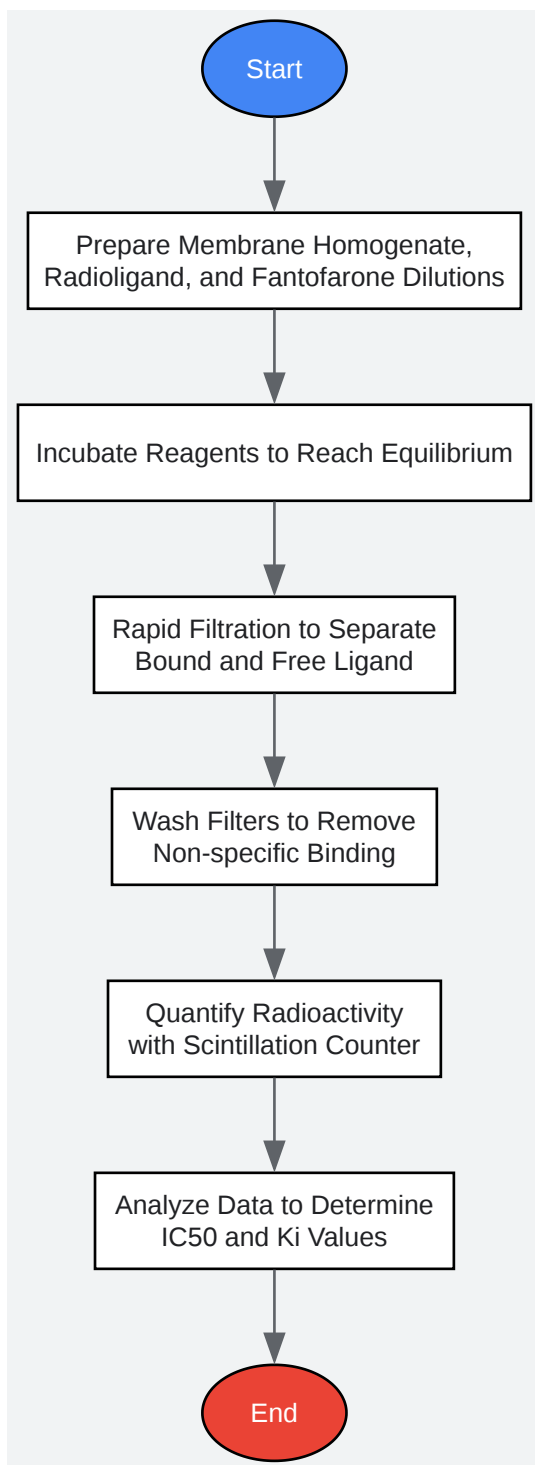 Start
Prepare Membrane Homogenate,
Radioligand, and Fantofarone Dilutions
Incubate Reagents to Reach Equilibrium
Rapid Filtration to Separate
Bound and Free Ligand
Wash Filters to Remove
Non-specific Binding
Quantify Radioactivity
with Scintillation Counter
Analyze Data to Determine
IC50 and Ki Values
End